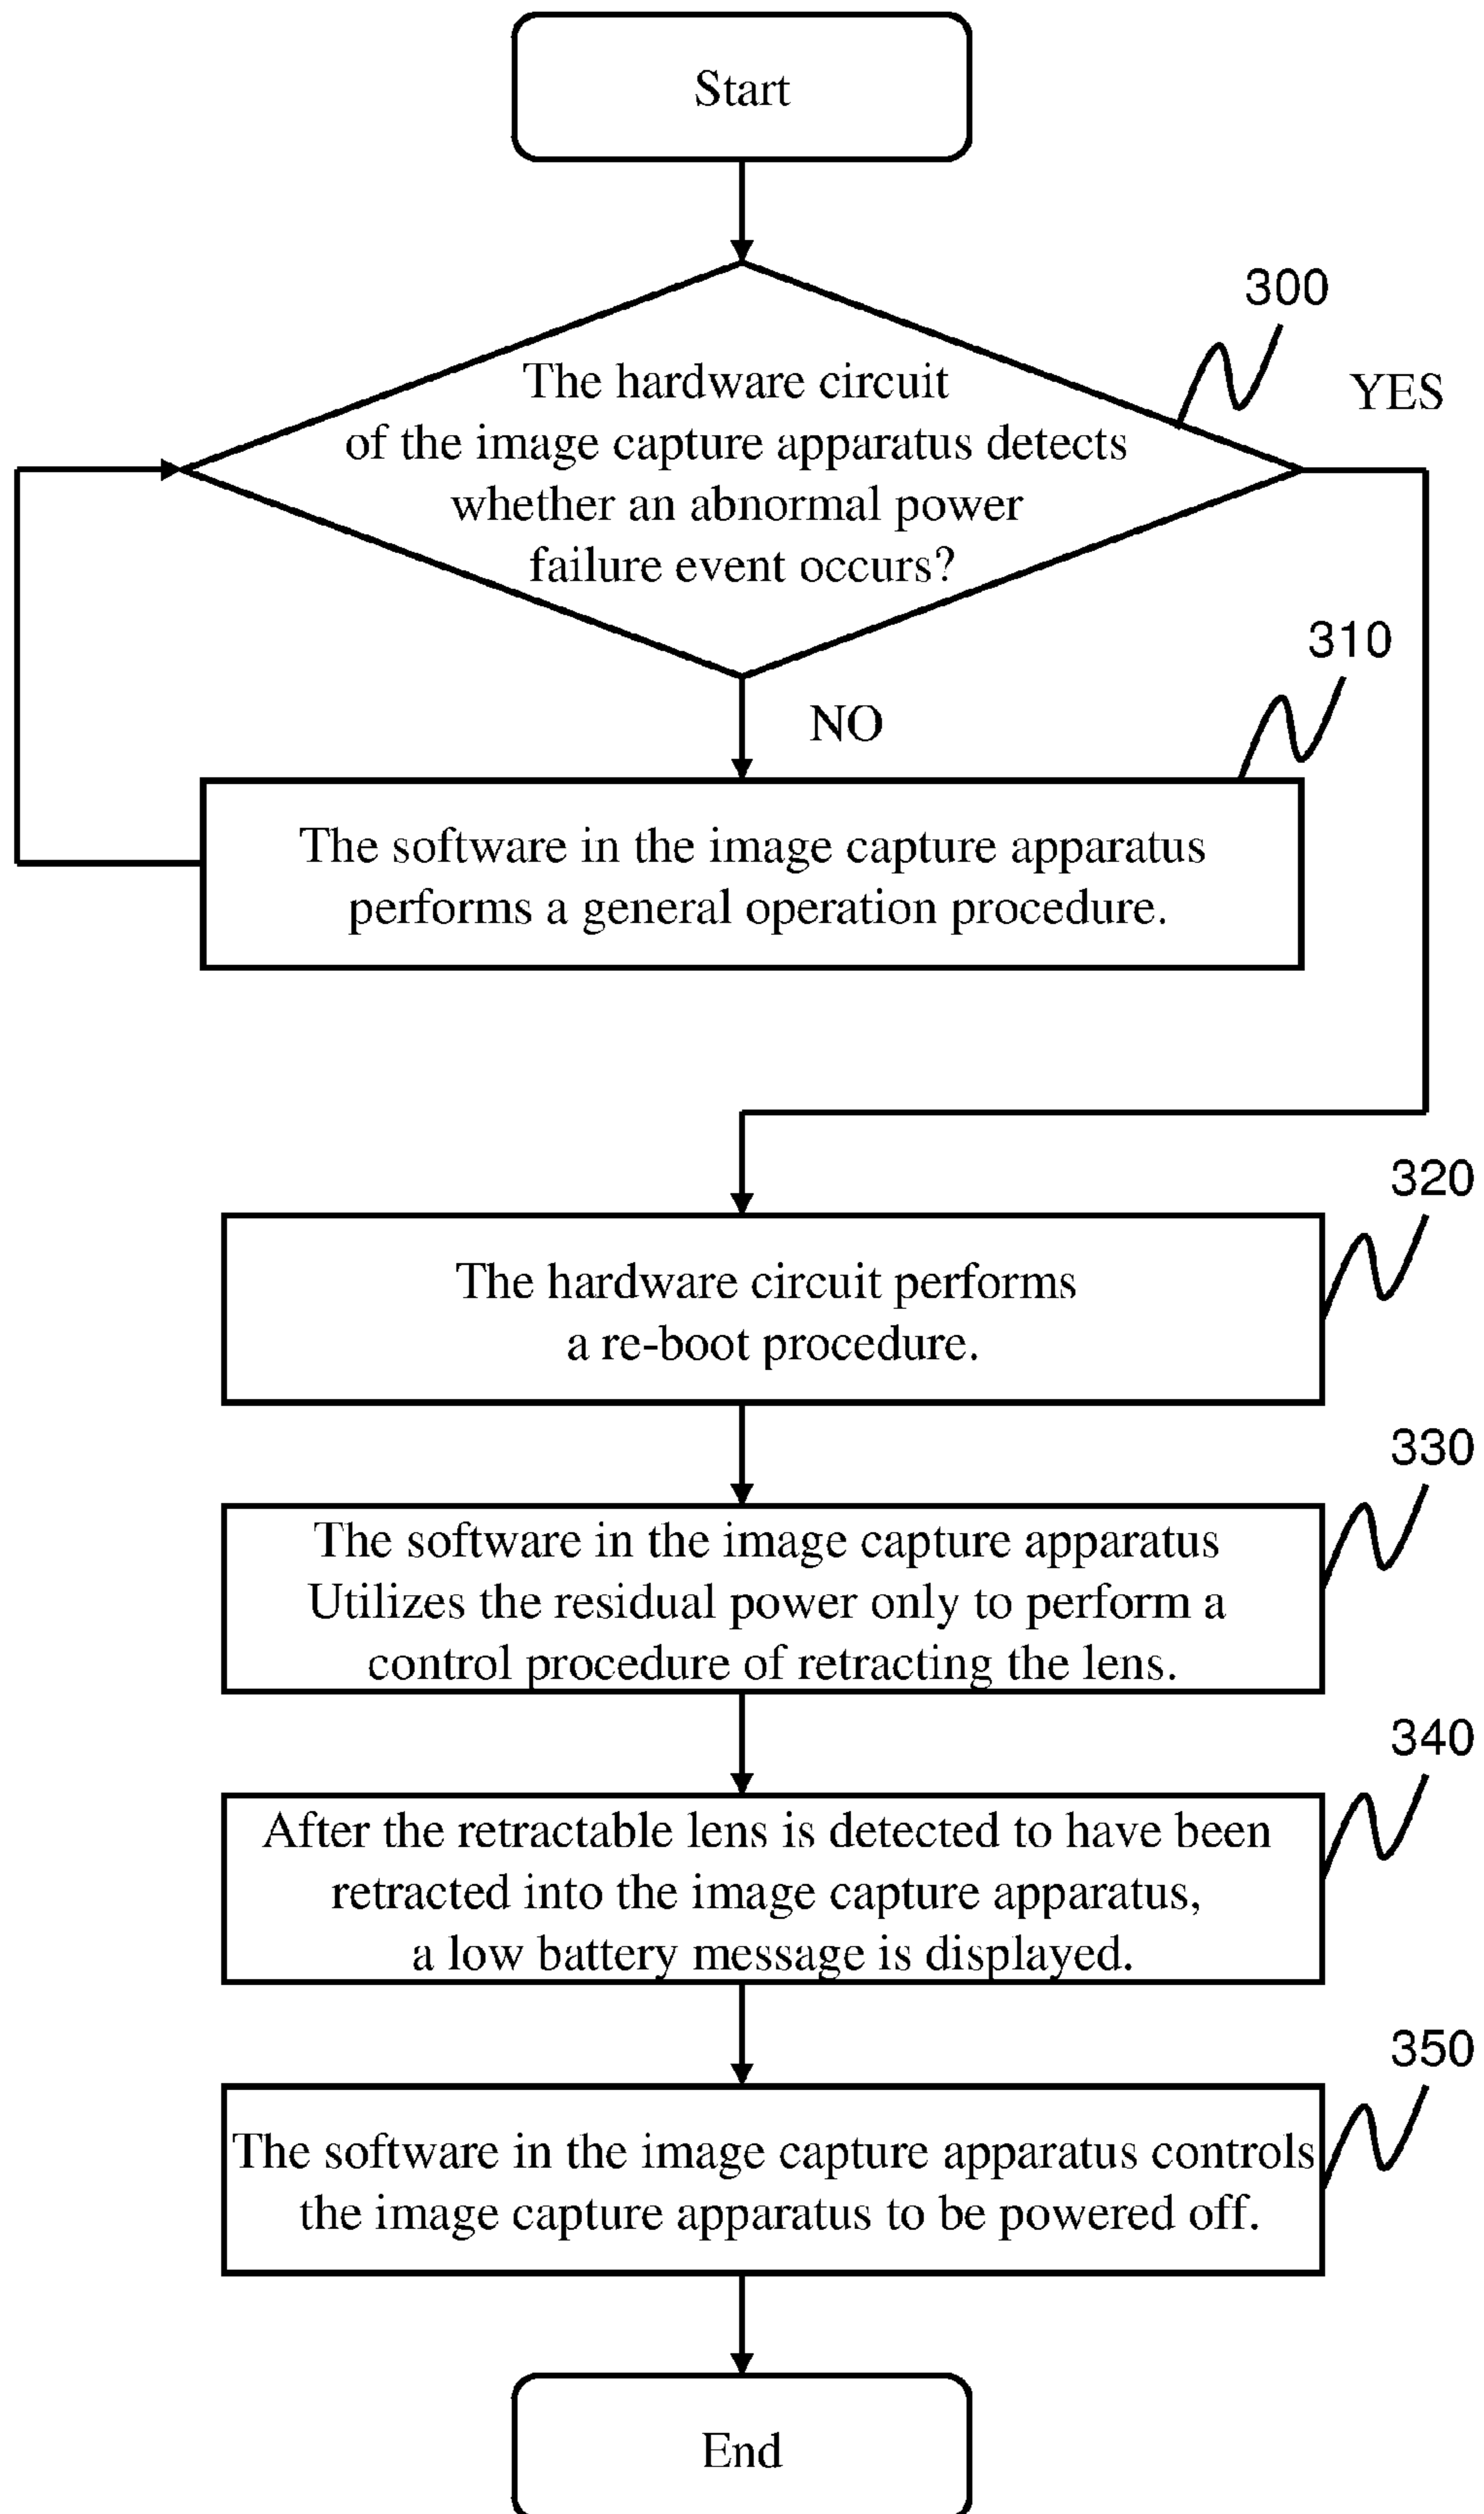 Start
300
YES
The hardware circuit
of the image capture apparatus detects
whether an abnormal power
failure event occurs?
310
NO
The software in the image capture apparatus
performs a general operation procedure.
320
The hardware circuit performs
a re-boot procedure.
330
The software in the image capture apparatus
Utilizes the residual power only to perform a
control procedure of retracting the lens.
340
After the retractable lens is detected to have been
retracted into the image capture apparatus,
a low battery message is displayed.
350
The software in the image capture apparatus controls
the image capture apparatus to be powered off.
End